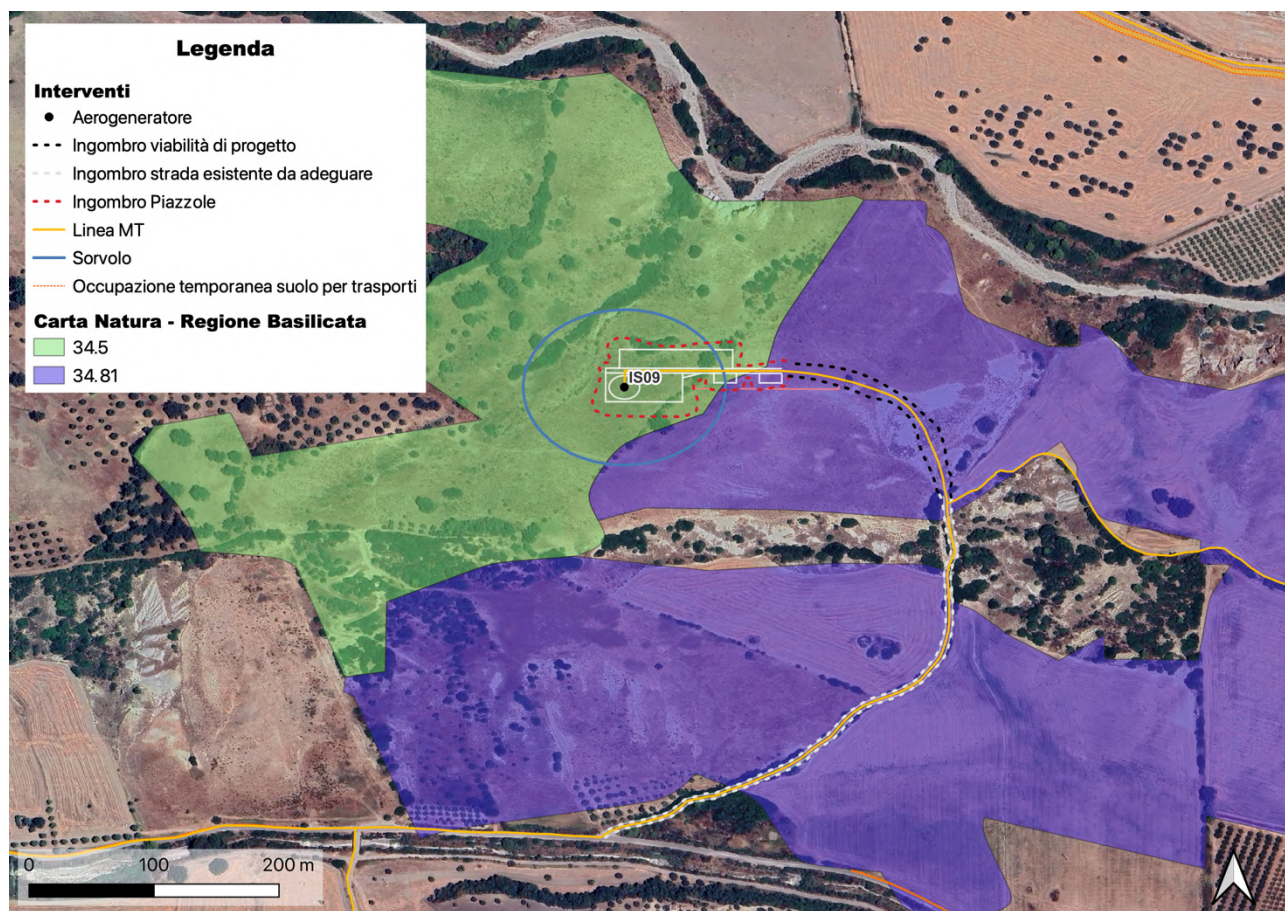 Legenda
Interventi
Aerogeneratore
Ingombro viabilità di progetto
Ingombro strada esistente da adeguare
Ingombro Piazzole
Linea MT
Sorvolo
Occupazione temporanea suolo per trasporti
Carta Natura - Regione Basilicata
34.5
34.81
IS09
0 100 200 m